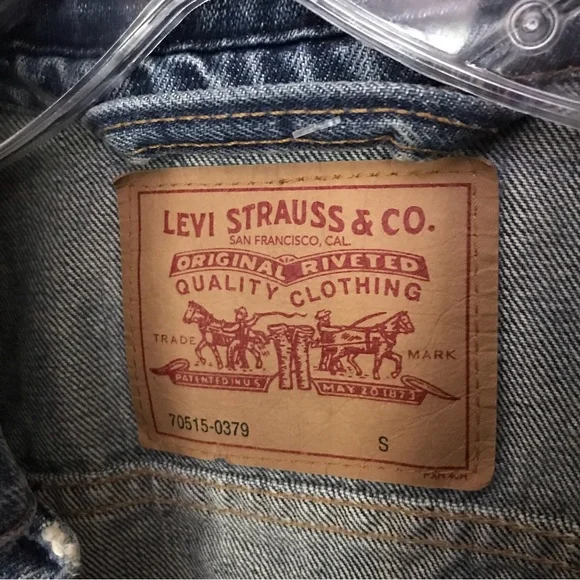 LEVI STRAUSS & CO.
SAN FRANCISCO, CAL.
ORIGINAL RIVETED
QUALITY CLOTHING
TRADE MARK
PATENTED IN U.S. MAY 20 1873
70515-0379 S